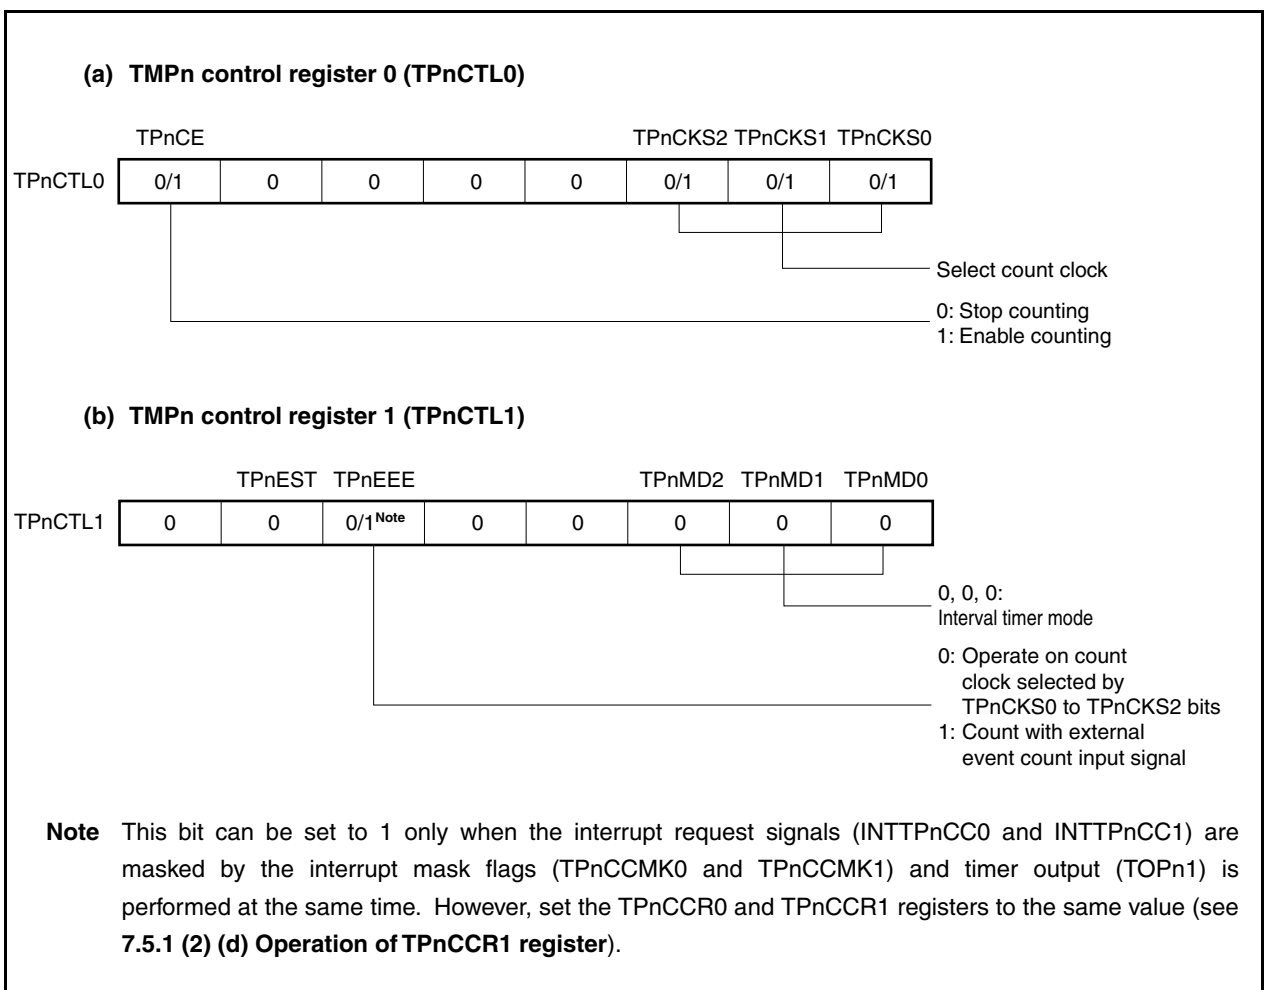 (a) TMPn control register 0 (TPnCTL0)
TPnCE TPnCKS2 TPnCKS1 TPnCKS0
TPnCTL0 0/1 0 0 0 0 0/1 0/1 0/1
Select count clock
0: Stop counting
1: Enable counting
(b) TMPn control register 1 (TPnCTL1)
TPnEST TPnEEE TPnMD2 TPnMD1 TPnMD0
TPnCTL1 0 0 0/1Note 0 0 0 0 0
0, 0, 0:
Interval timer mode
0: Operate on count
clock selected by
TPnCKS0 to TPnCKS2 bits
1: Count with external
event count input signal
Note This bit can be set to 1 only when the interrupt request signals (INTTPnCC0 and INTTPnCC1) are
masked by the interrupt mask flags (TPnCCMK0 and TPnCCMK1) and timer output (TOPn1) is
performed at the same time. However, set the TPnCCR0 and TPnCCR1 registers to the same value (see
7.5.1 (2) (d) Operation of TPnCCR1 register).